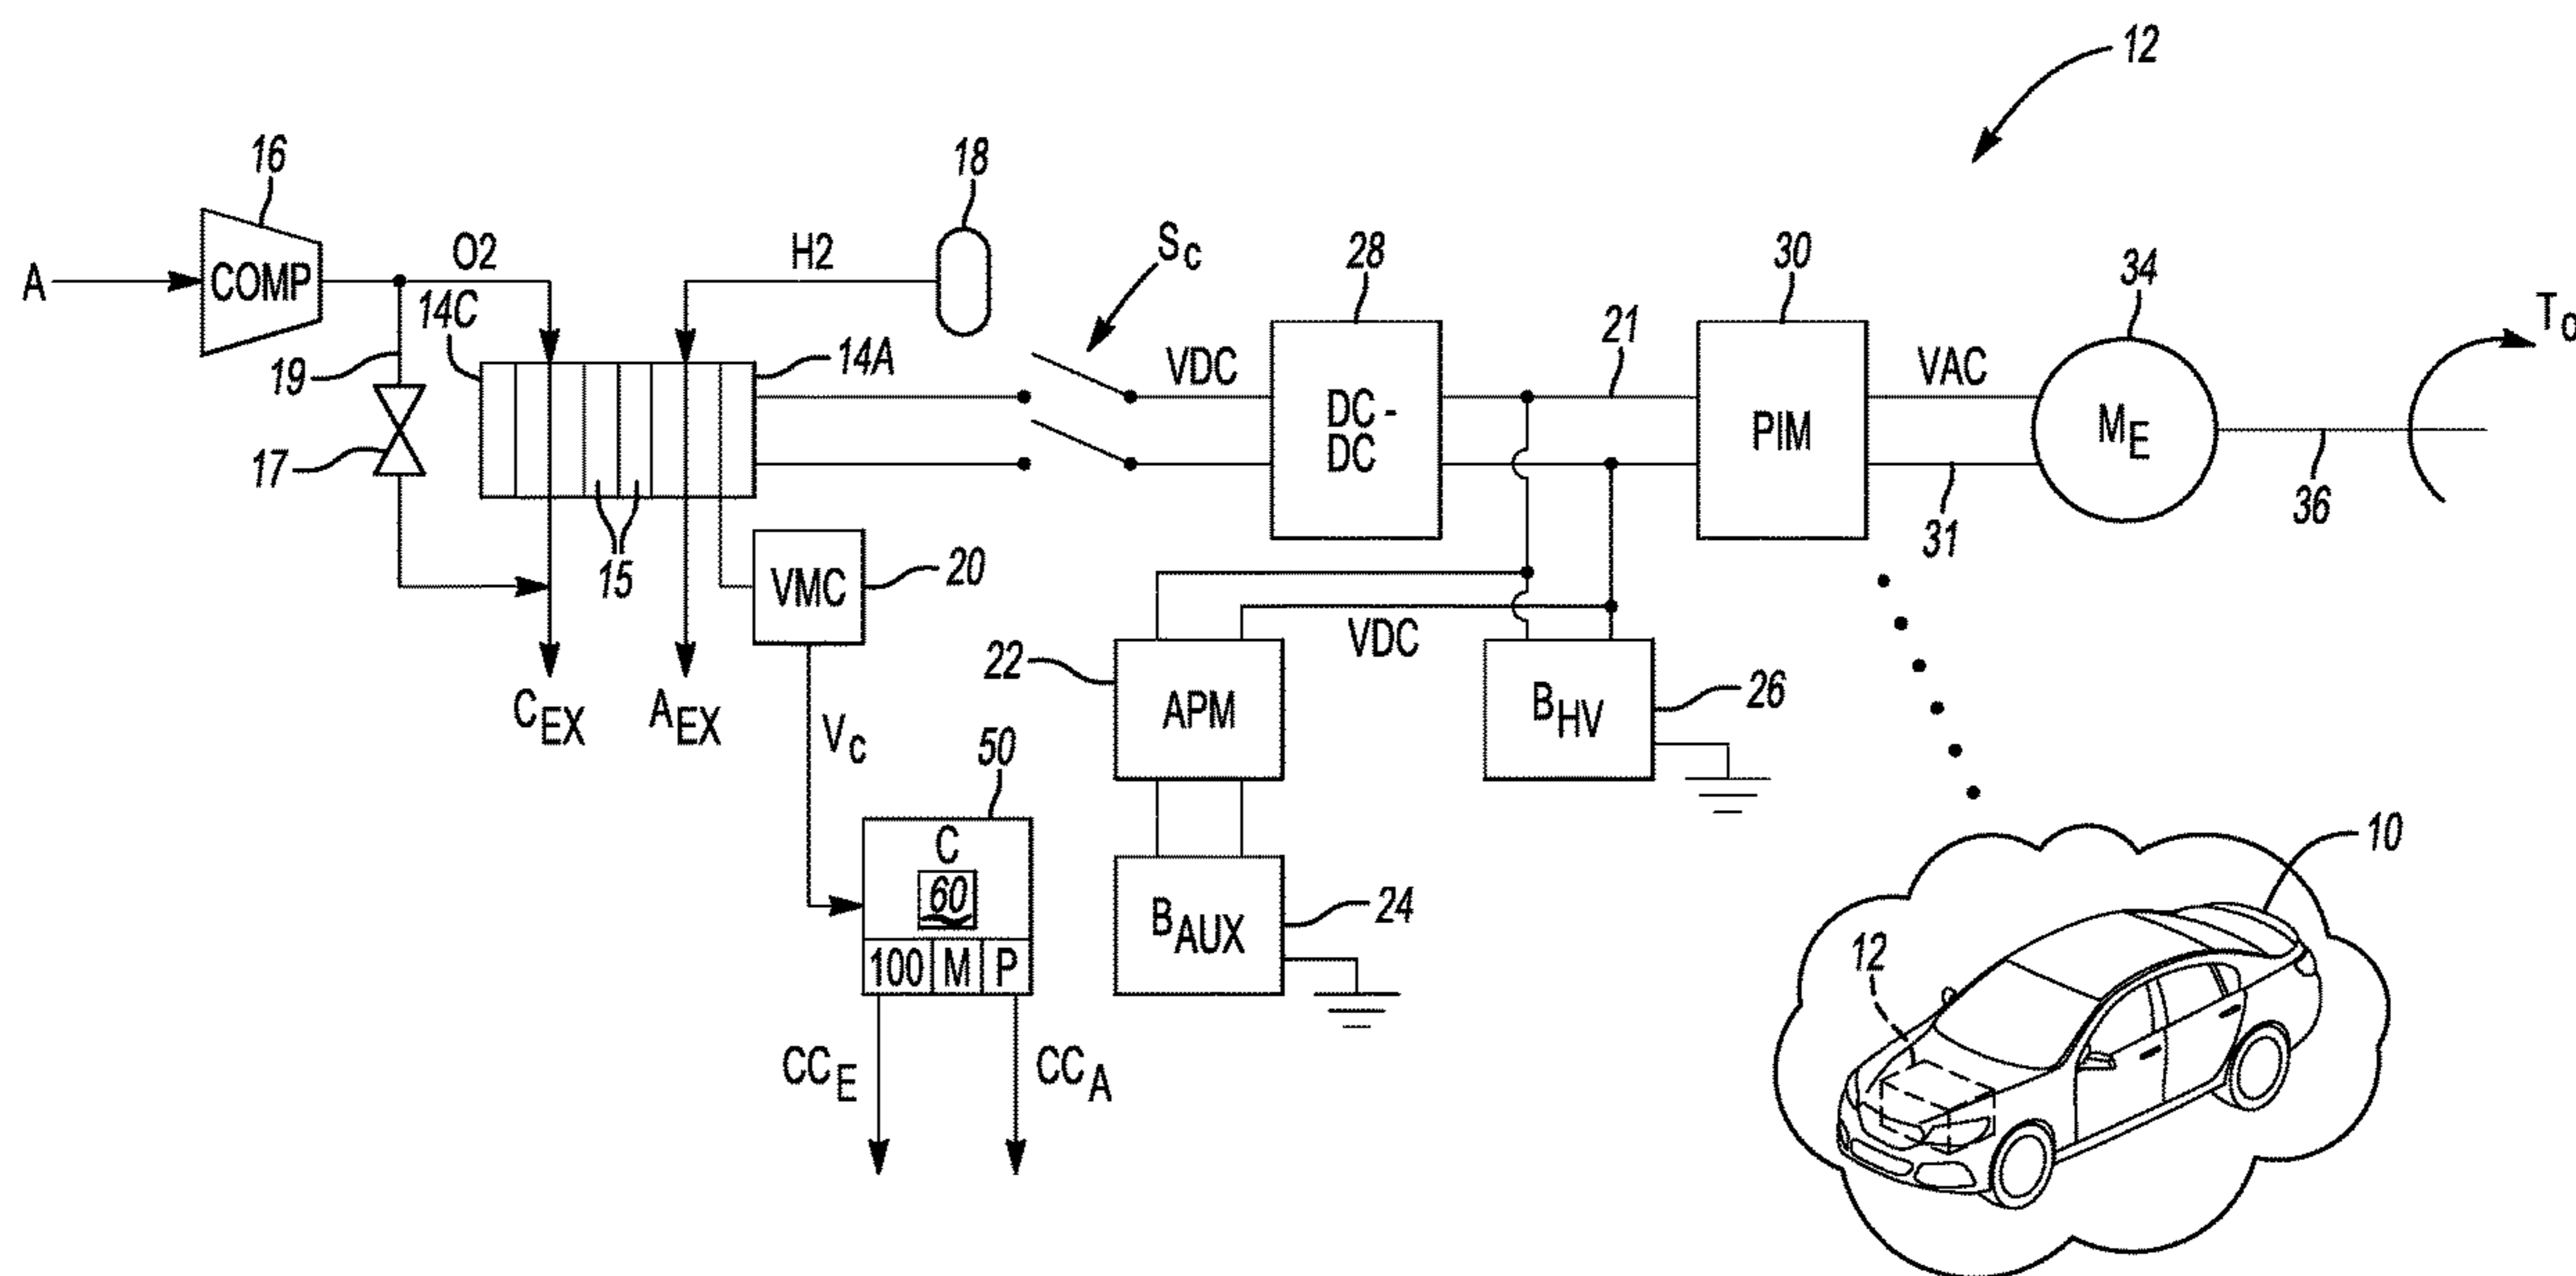 12
16
18
A
COMP
O2
H2
Sc
28
30
34
To
14C
14A
19
VDC
21
VAC
17
DC-
DC
PIM
ME
36
31
15
VMC
20
CEX
AEX
Vc
22
APM
VDC
BHV
26
50
C
60
100 M P
BAUX
24
10
12
CCE
CCA